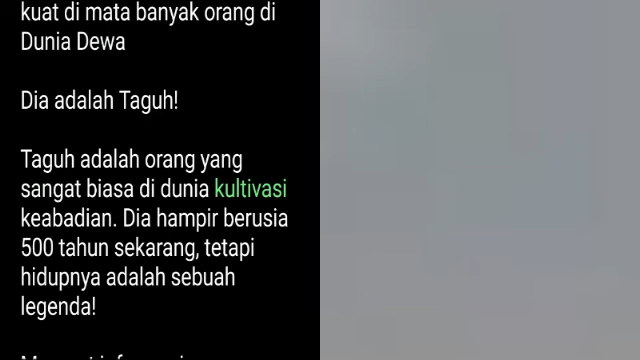 kuat di mata banyak orang di
Dunia Dewa
Dia adalah Taguh!
Taguh adalah orang yang
sangat biasa di dunia kultivasi
keabadian. Dia hampir berusia
500 tahun sekarang, tetapi
hidupnya adalah sebuah
legenda!